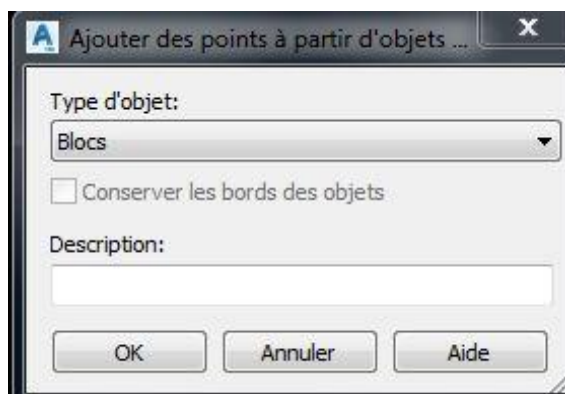 Ajouter des points à partir d'objets ...
Type d'objet:
Blocs
Conserver les bords des objets
Description:
OK
Annuler
Aide